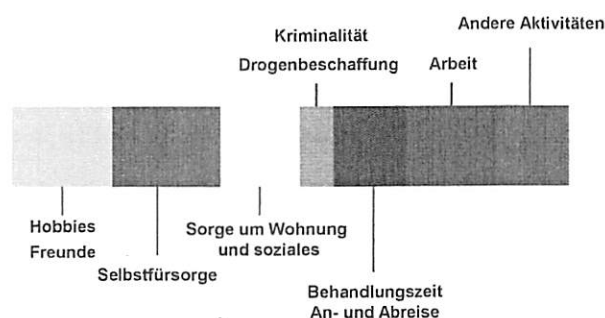 Andere Aktivitäten
Kriminalität
Drogenbeschaffung
Arbeit
Hobbies
Freunde
Selbstfürsorge
Sorge um Wohnung
und soziales
Behandlungszeit
An- und Abreise